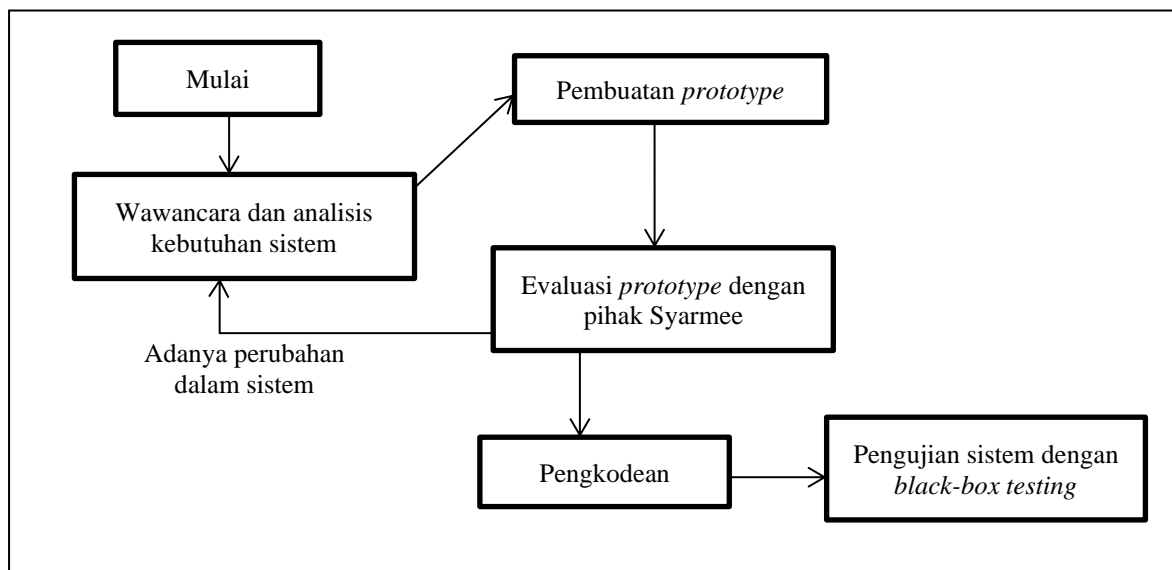 Mulai
Pembuatan prototype
Wawancara dan analisis
kebutuhan sistem
Evaluasi prototype dengan
pihak Syarmee
Adanya perubahan
dalam sistem
Pengkodean
Pengujian sistem dengan
black-box testing